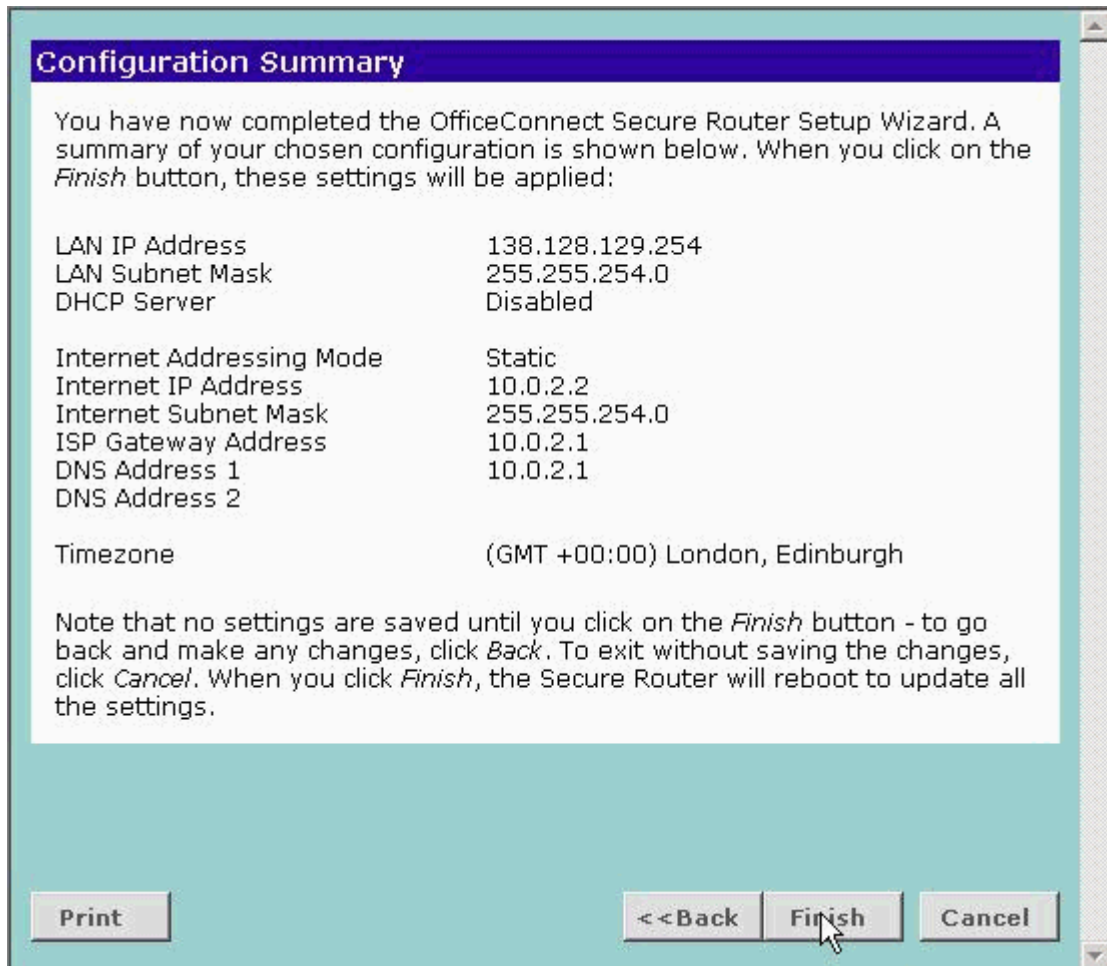 Configuration Summary
You have now completed the OfficeConnect Secure Router Setup Wizard. A
summary of your chosen configuration is shown below. When you click on the
Finish button, these settings will be applied:
LAN IP Address 138.128.129.254
LAN Subnet Mask 255.255.254.0
DHCP Server Disabled
Internet Addressing Mode Static
Internet IP Address 10.0.2.2
Internet Subnet Mask 255.255.254.0
ISP Gateway Address 10.0.2.1
DNS Address 1 10.0.2.1
DNS Address 2
Timezone (GMT +00:00) London, Edinburgh
Note that no settings are saved until you click on the Finish button - to go
back and make any changes, click Back. To exit without saving the changes,
click Cancel. When you click Finish, the Secure Router will reboot to update all
the settings.
Print <<Back Finish Cancel